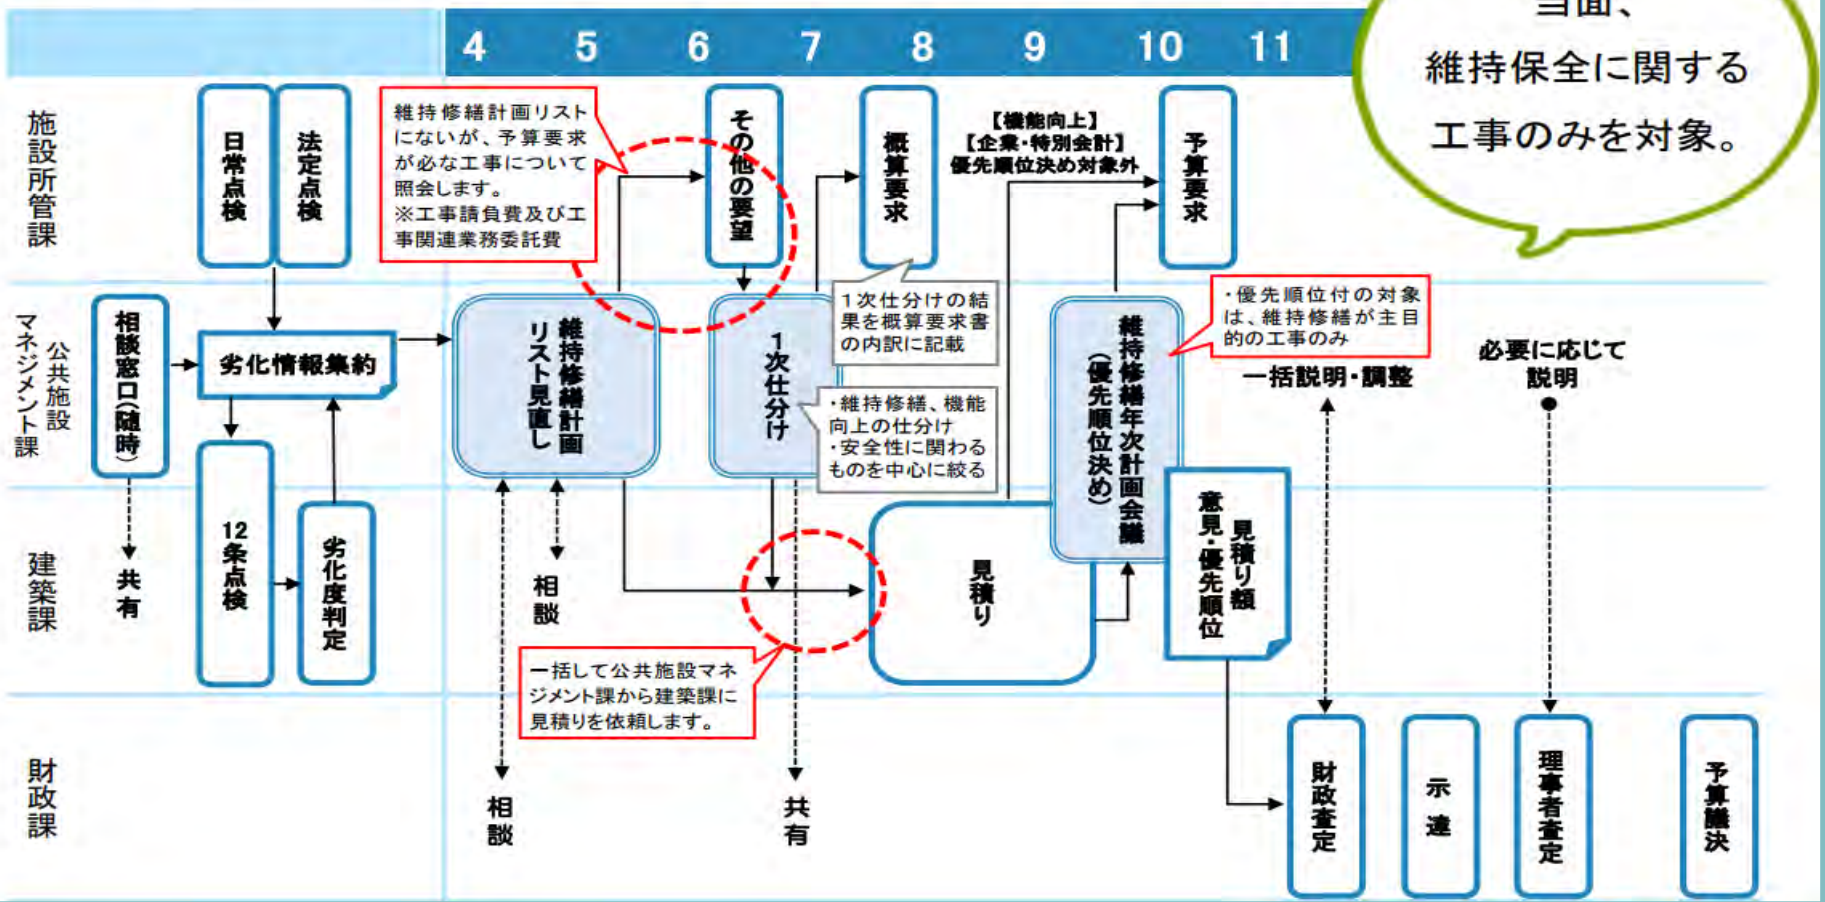 4 5 6 7 8 9 10 11
当面、
維持保全に関する
工事のみを対象。
施設所管課
日常点検
法定点検
維持修繕計画リスト
にないが、予算要求
が必な工事について
照会します。
※工事請負費及び工
事関連業務委託費
その他の要望
概算要求
【機能向上】
【企業・特別会計】
優先順位決め対象外
予算要求
公共施設
マネジメント課
相談窓口(随時)
劣化情報集約
維持修繕計画
リスト見直し
1次仕分け
1次仕分けの結
果を概算要求書
の内訳に記載
・維持修繕、機能
向上の仕分け
・安全性に関わる
ものを中心に絞る
維持修繕年次計画会議
(優先順位決め)
・優先順位付の対象
は、維持修繕が主目
的の工事のみ
一括説明・調整
必要に応じて
説明
建築課
共有
12条点検
劣化度判定
相談
見積り
見積り額
意見・優先順位
一括して公共施設マネ
ジメント課から建築課に
見積りを依頼します。
財政課
相談
共有
財政査定
示達
理事者査定
予算議決